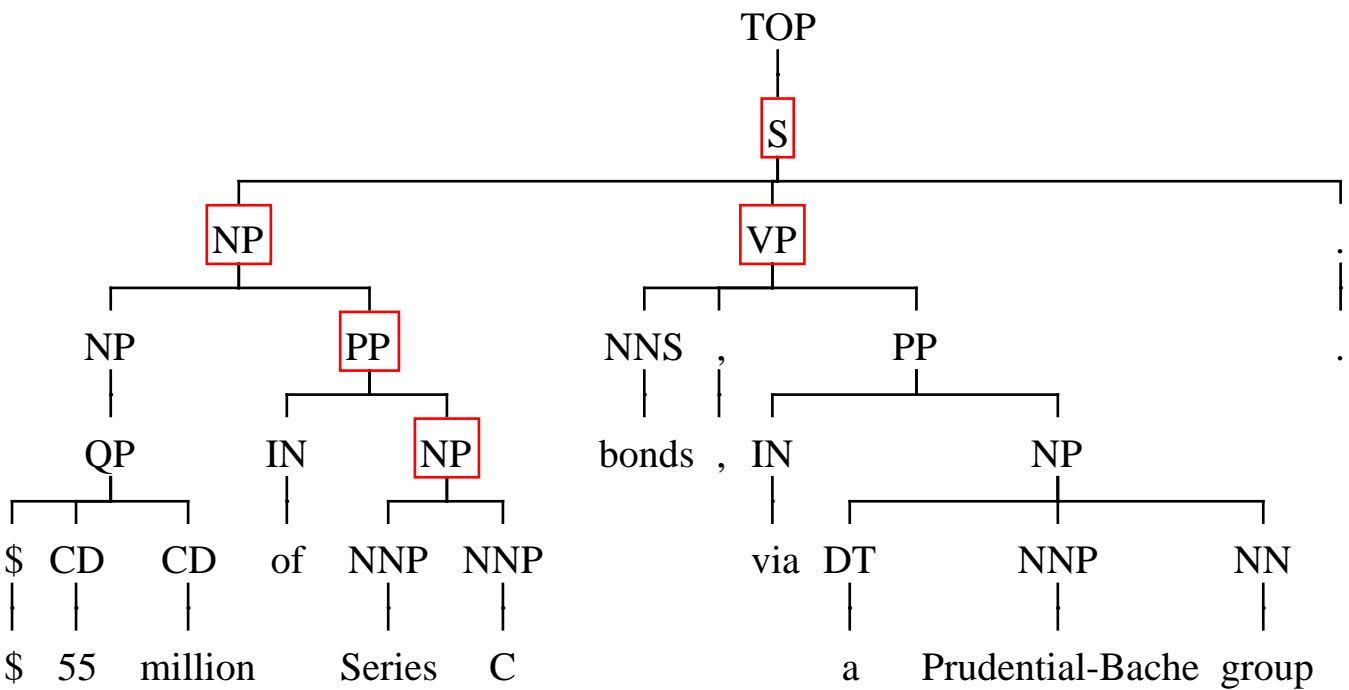 TOP
S
NP VP .
NP PP NNS , PP .
QP IN NP bonds , IN NP
$ CD CD of NNP NNP via DT NNP NN
$ 55 million Series C a Prudential-Bache group